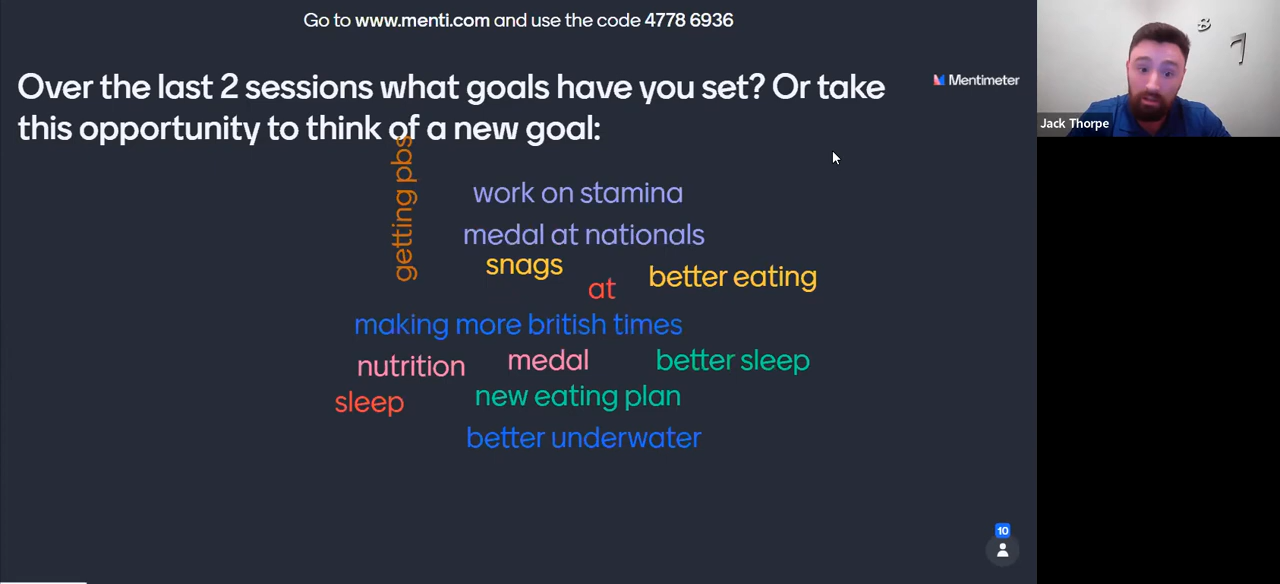 Go to www.menti.com and use the code 4778 6936
Over the last 2 sessions what goals have you set? Or take
this opportunity to think of a new goal:
Mentimeter
Jack Thorpe
getting pbs
work on stamina
medal at nationals
snags
at
better eating
making more british times
nutrition
medal
better sleep
sleep
new eating plan
better underwater
10